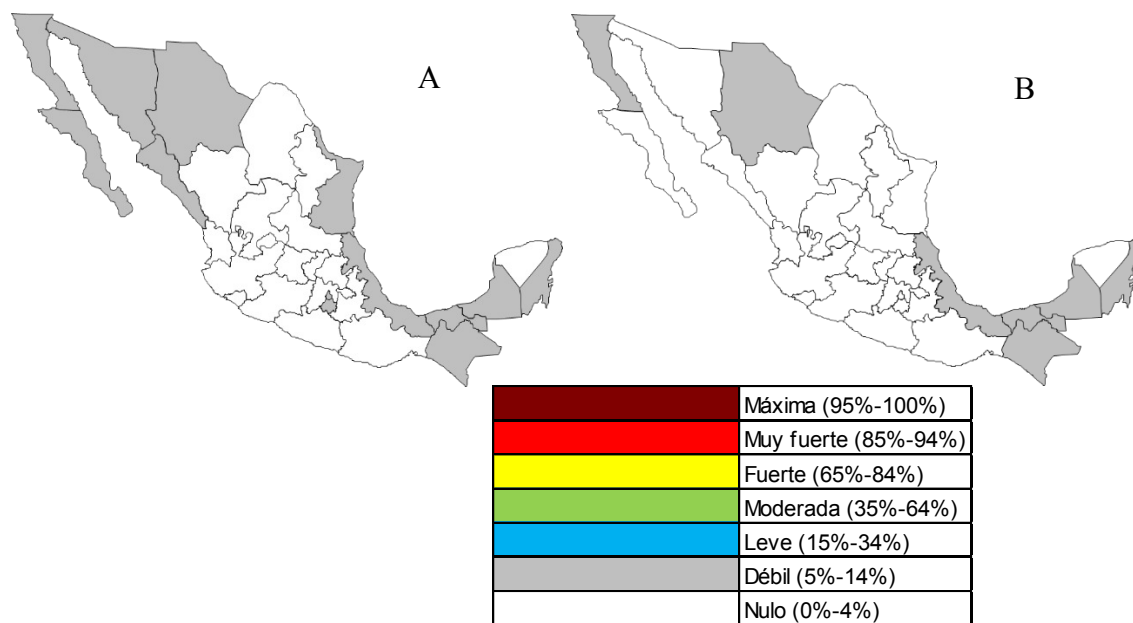 A
B
Máxima (95%-100%)
Muy fuerte (85%-94%)
Fuerte (65%-84%)
Moderada (35%-64%)
Leve (15%-34%)
Débil (5%-14%)
Nulo (0%-4%)